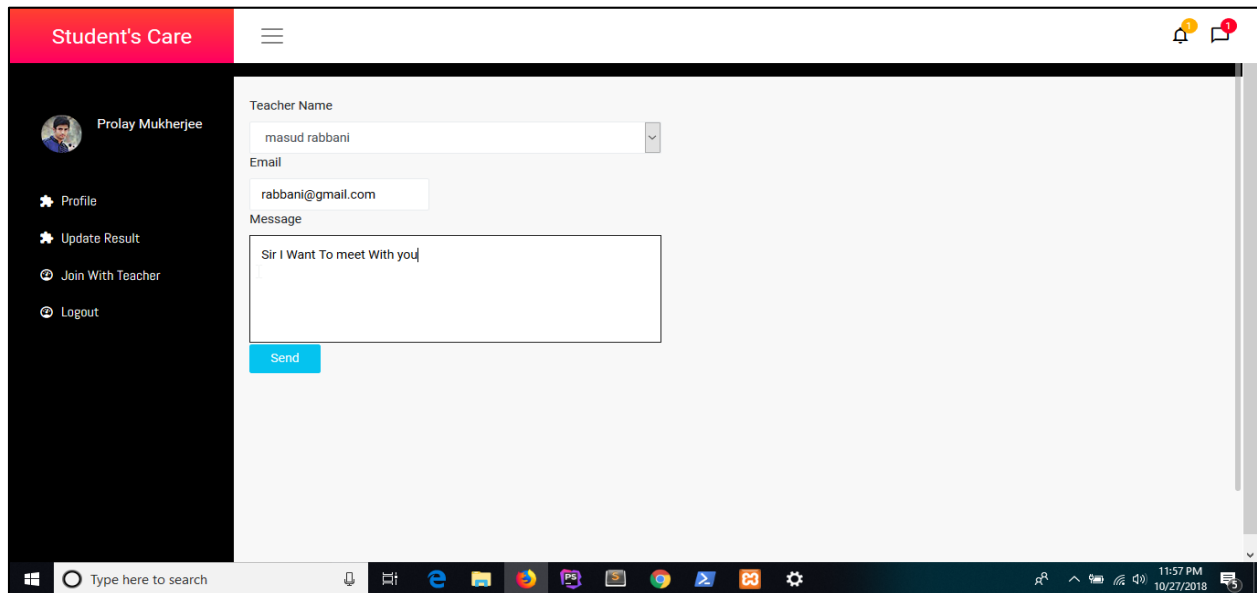 Student's Care
1
1
Prolay Mukherjee
Profile
Update Result
Join With Teacher
Logout
Teacher Name
masud rabbani
Email
rabbani@gmail.com
Message
Sir I Want To meet With you
Send
Type here to search
PS
S
11:57 PM
10/27/2018
5